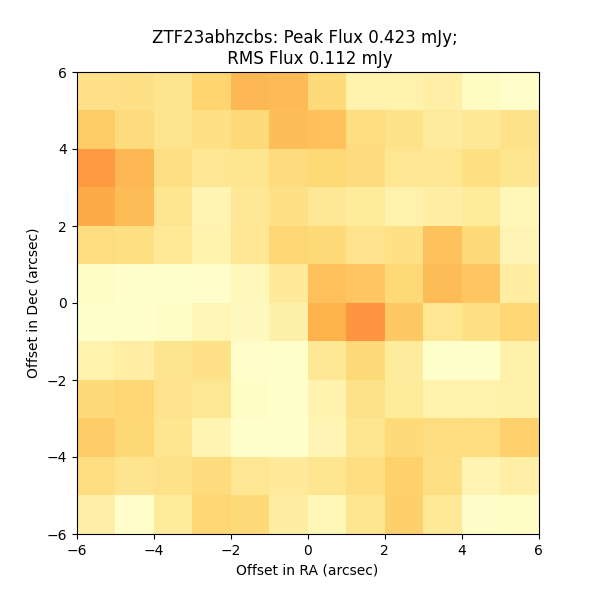 ZTF23abhzcbs: Peak Flux 0.423 mJy;
RMS Flux 0.112 mJy
6
4
2
0
−2
−4
−6
Offset in Dec (arcsec)
−6 −4 −2 0 2 4 6
Offset in RA (arcsec)